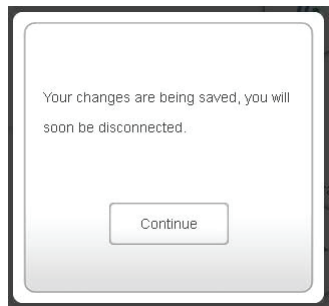 Your changes are being saved, you will
soon be disconnected.
Continue